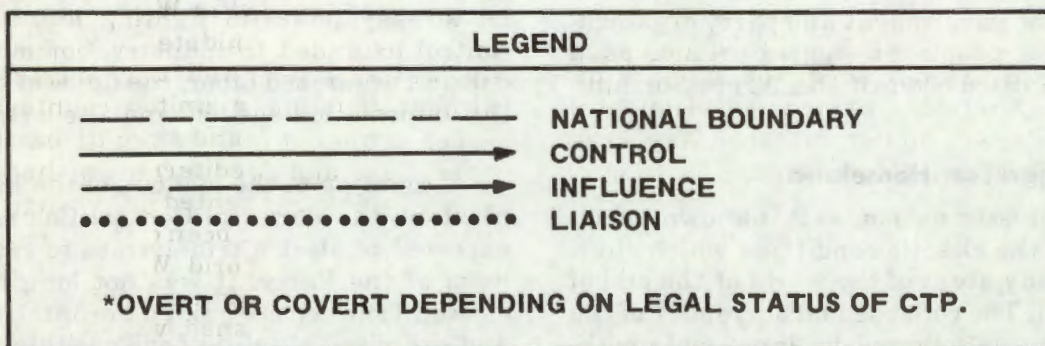 LEGEND
NATIONAL BOUNDARY
CONTROL
INFLUENCE
LIAISON
*OVERT OR COVERT DEPENDING ON LEGAL STATUS OF CTP.